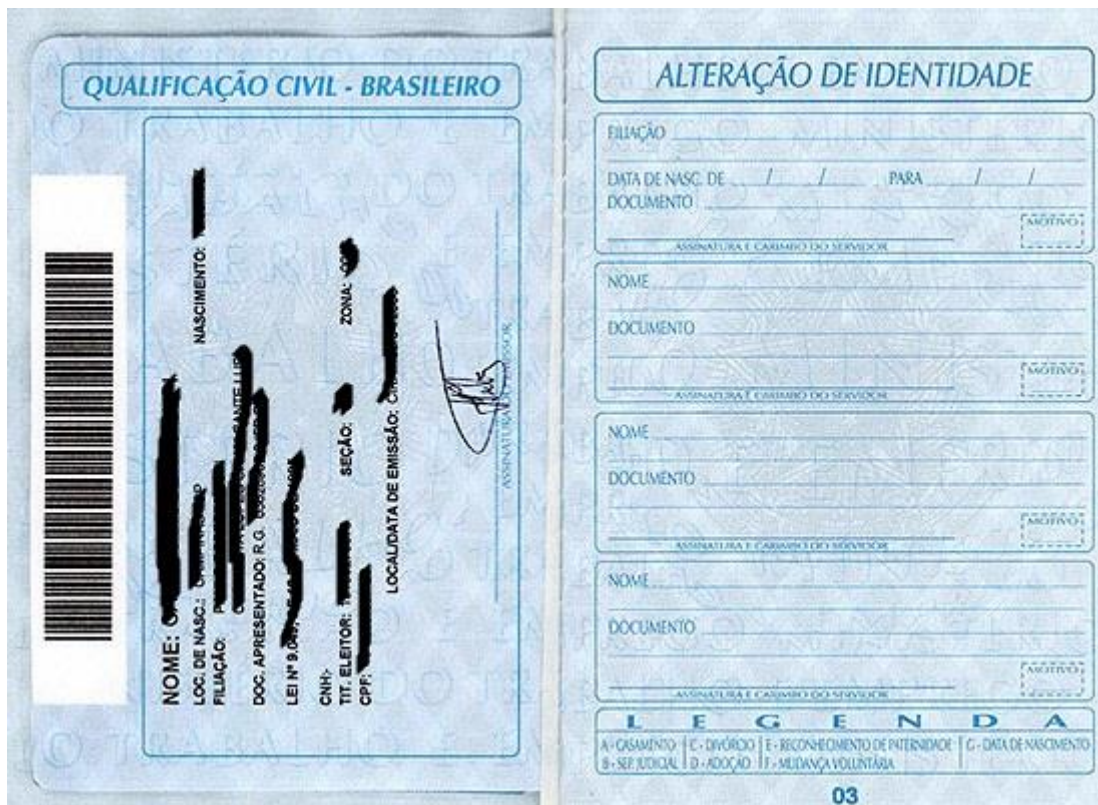 QUALIFICAÇÃO CIVIL - BRASILEIRO
NOME:
LOC. DE NASC.:
NASCIMENTO:
FILIAÇÃO:
DOC. APRESENTADO: R.G.
LEI Nº
CNH:-
TIT. ELEITOR: SEÇÃO: ZONA:
CPF:
LOCAL/DATA DE EMISSÃO:
ASSINATURA DO EMISSOR
ALTERAÇÃO DE IDENTIDADE
FILIAÇÃO
DATA DE NASC. DE / / PARA / /
DOCUMENTO
MOTIVO
ASSINATURA E CARIMBO DO SERVIDOR
NOME
DOCUMENTO
MOTIVO
ASSINATURA E CARIMBO DO SERVIDOR
NOME
DOCUMENTO
MOTIVO
ASSINATURA E CARIMBO DO SERVIDOR
NOME
DOCUMENTO
MOTIVO
ASSINATURA E CARIMBO DO SERVIDOR
LEGENDA
A - CASAMENTO C - DIVÓRCIO E - RECONHECIMENTO DE PATERNIDADE G - DATA DE NASCIMENTO
B - SEP. JUDICIAL D - ADOÇÃO F - MUDANÇA VOLUNTÁRIA
03